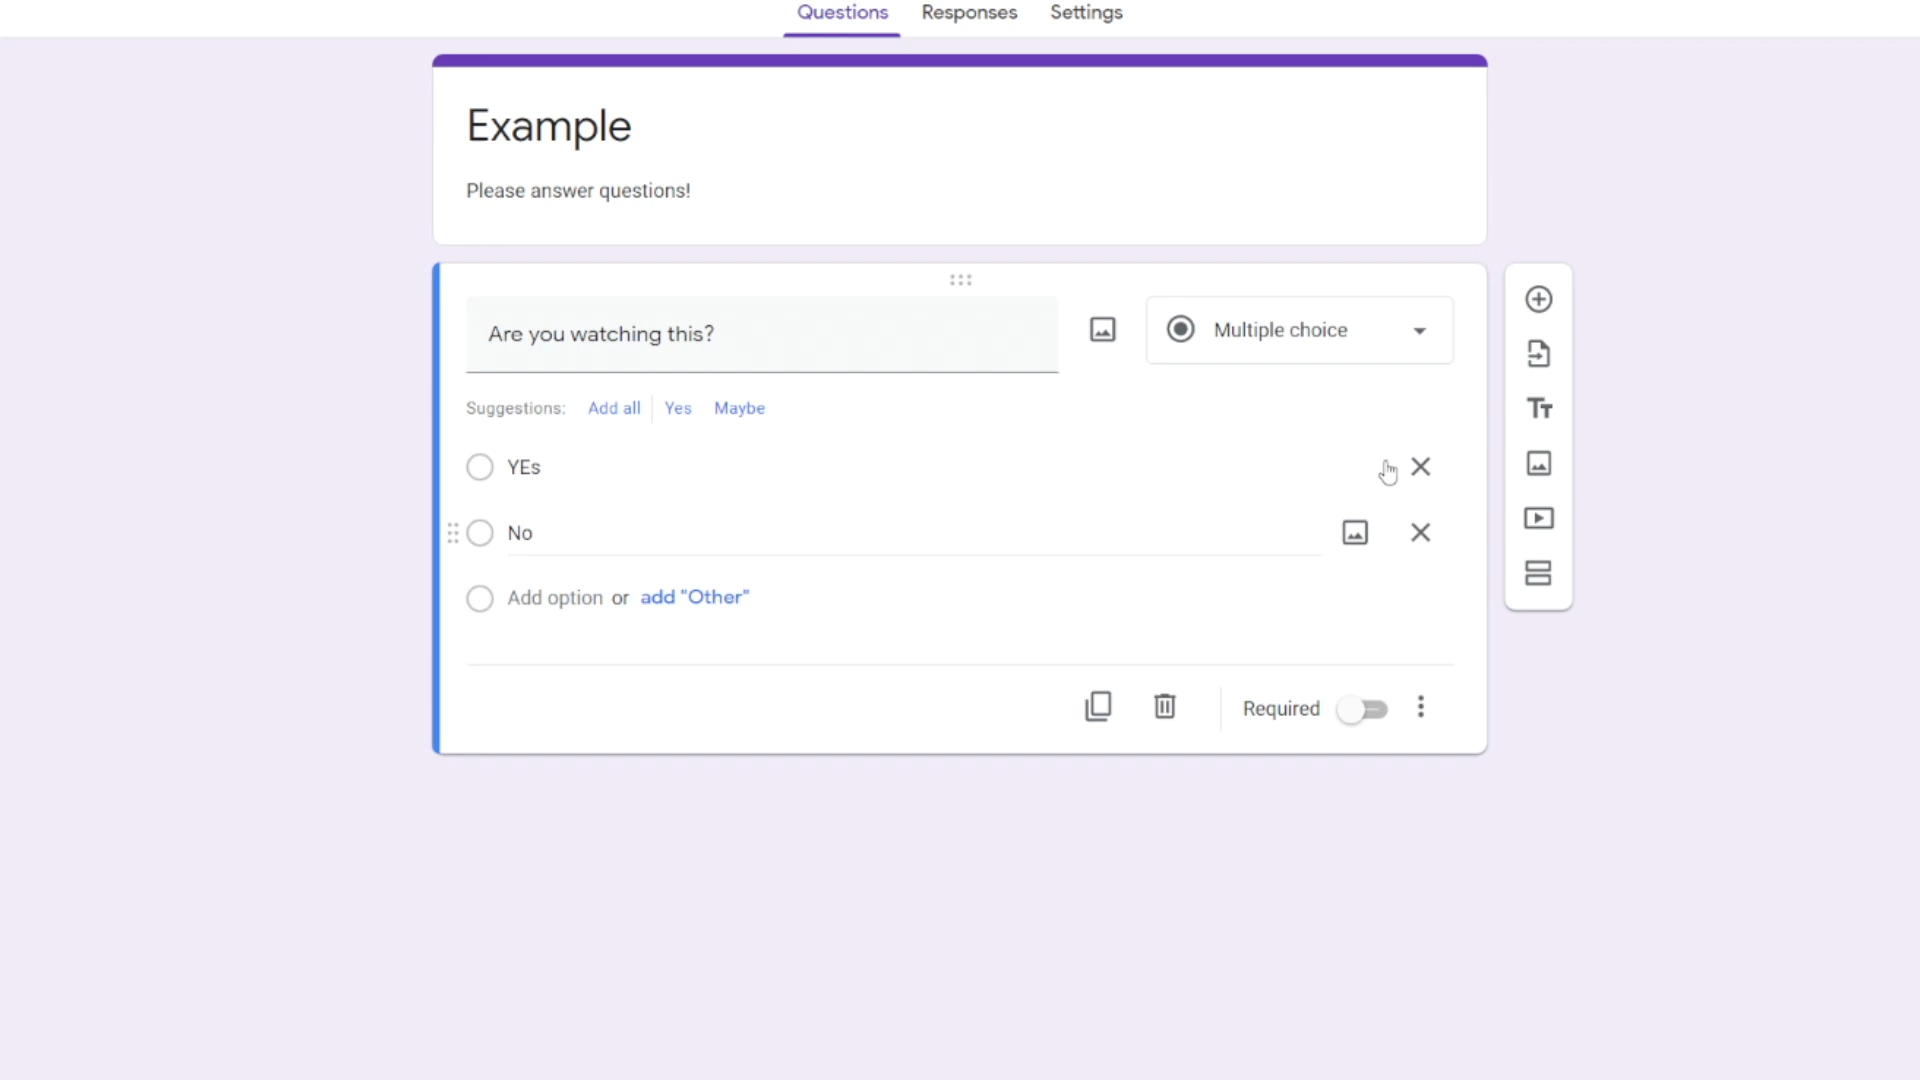 Questions Responses Settings
Example
Please answer questions!
Are you watching this?
Multiple choice
Suggestions: Add all Yes Maybe
YEs
No
Add option or add "Other"
Required